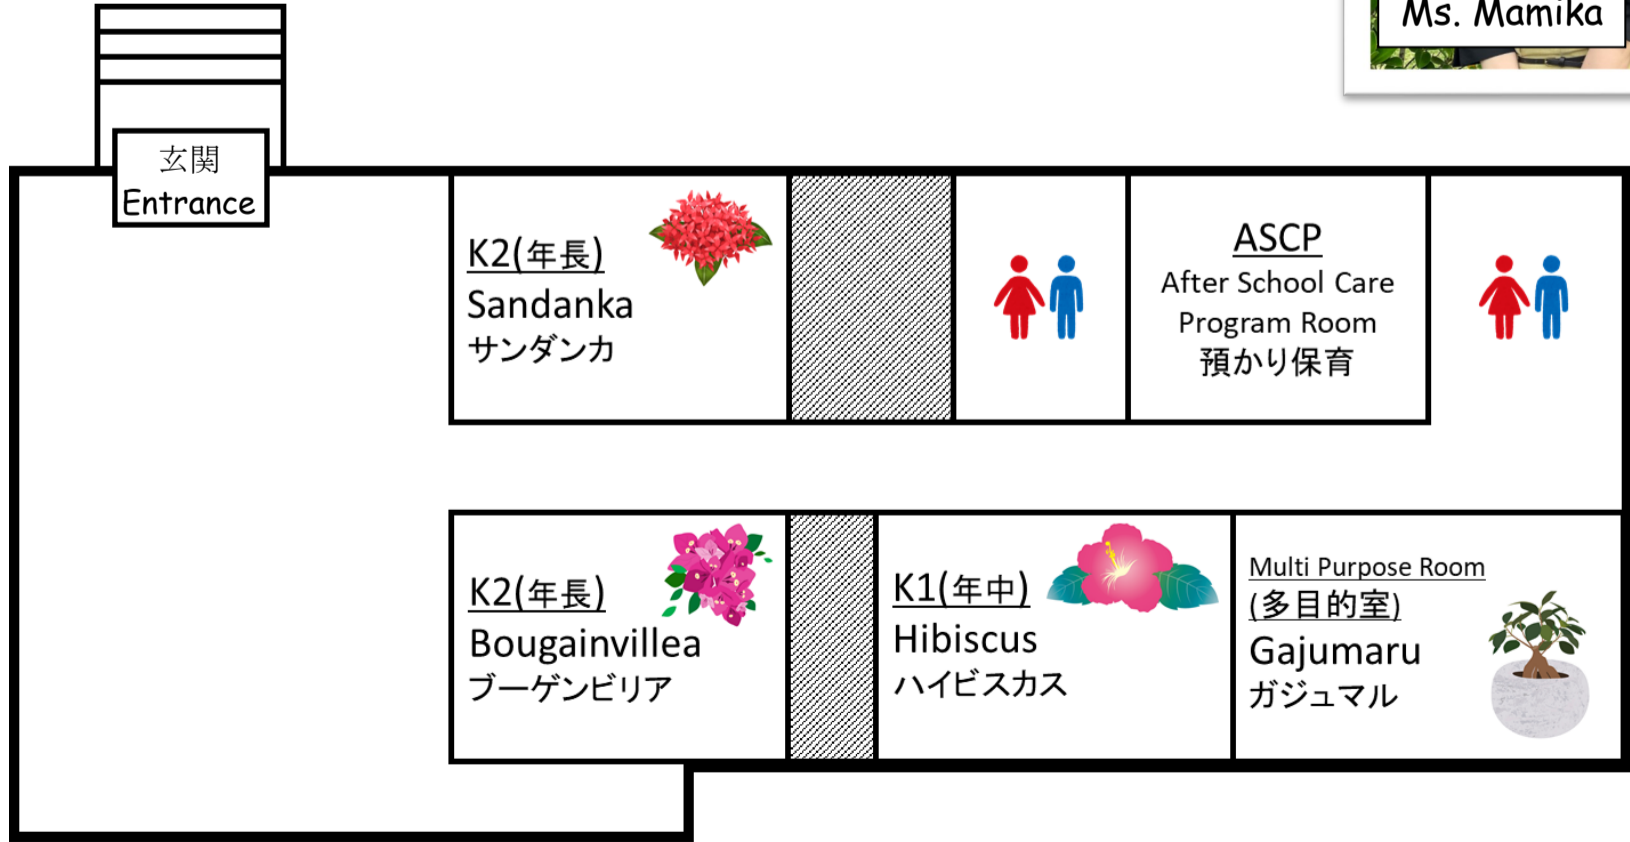 Ms. Mamika
玄関
Entrance
K2(年長)
Sandanka
サンダンカ
ASCP
After School Care
Program Room
預かり保育
K2(年長)
Bougainvillea
ブーゲンビリア
K1(年中)
Hibiscus
ハイビスカス
Multi Purpose Room
(多目的室)
Gajumaru
ガジュマル